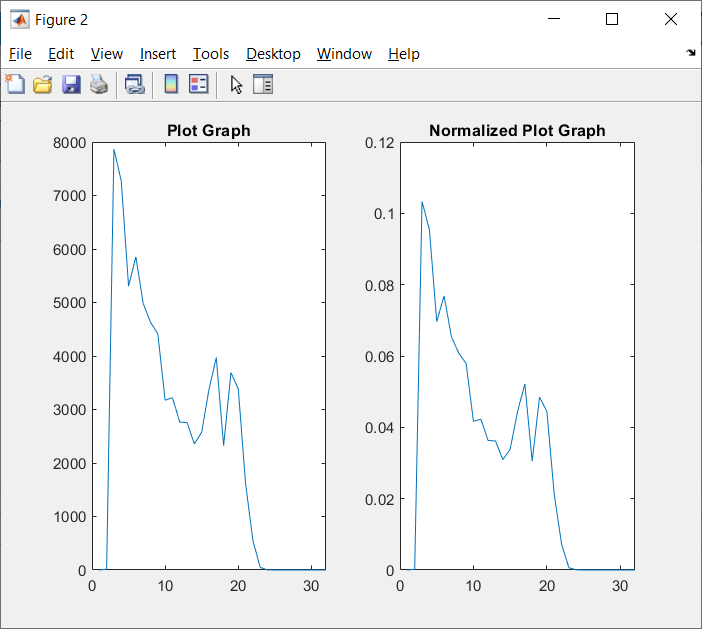 Figure 2
File Edit View Insert Tools Desktop Window Help
Plot Graph
8000
7000
6000
5000
4000
3000
2000
1000
0
0 10 20 30
Normalized Plot Graph
0.12
0.1
0.08
0.06
0.04
0.02
0
0 10 20 30